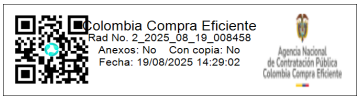 Colombia Compra Eficiente
Rad No. 2_2025_08_19_008458
Anexos: No Con copia: No
Fecha: 19/08/2025 14:29:02
Agencia Nacional
de Contratación Pública
Colombia Compra Eficiente